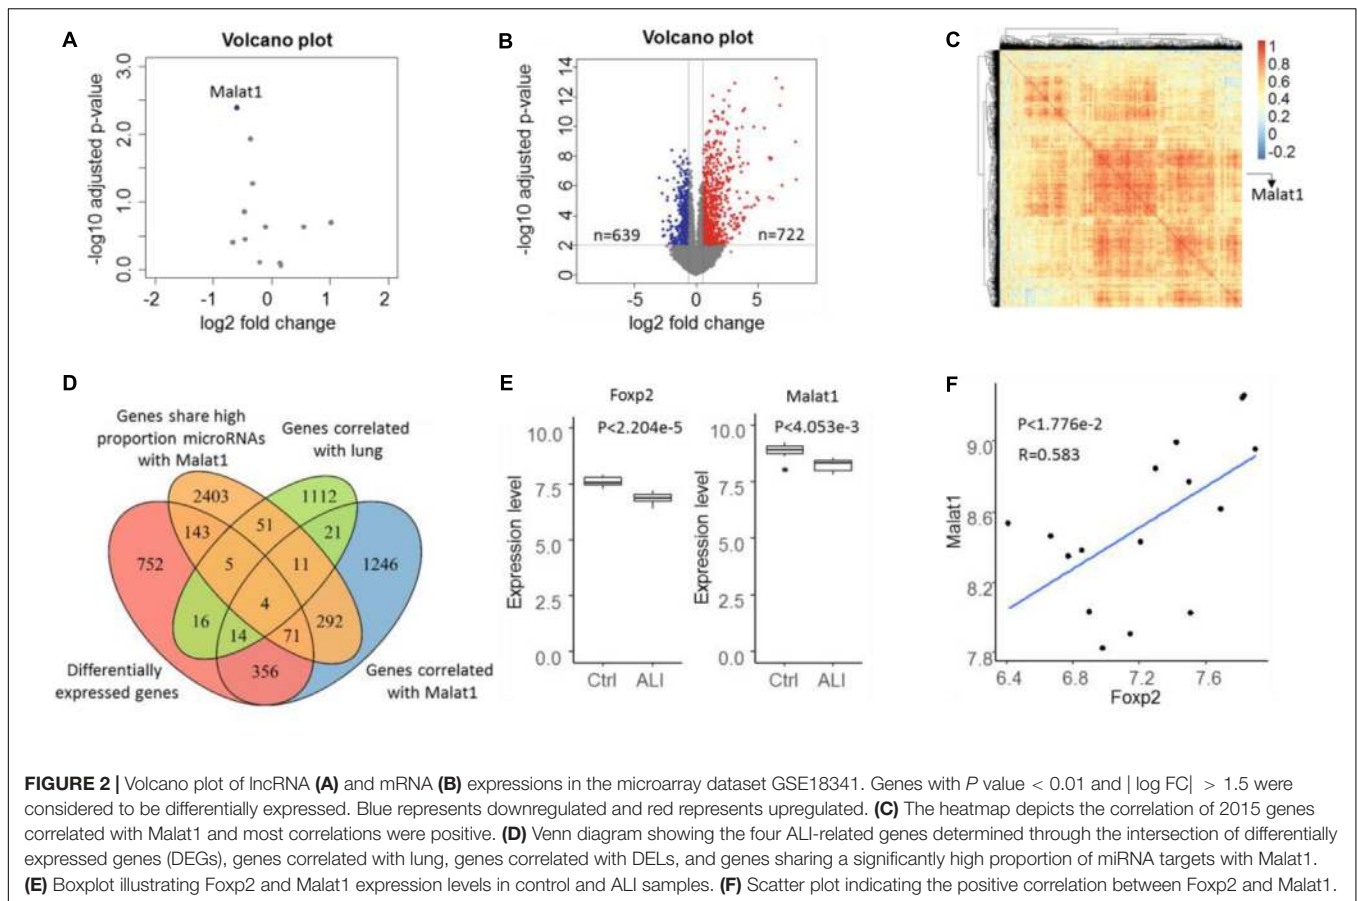 A
Volcano plot
Malat1
-log10 adjusted p-value
3.0
2.0
1.0
0.0
-2 -1 0 1 2
log2 fold change
B
Volcano plot
-log10 adjusted p-value
14
12
10
8
6
4
2
0
n=639 n=722
-5 0 5
log2 fold change
C
1
0.8
0.6
0.4
0.2
0
-0.2
Malat1
D
Genes share high
proportion microRNAs
with Malat1
Genes correlated
with lung
2403 1112
143 51 21
752 5 11 1246
4
16 14 71 292
356
Differentially
expressed genes
Genes correlated
with Malat1
E
Foxp2
P<2.204e-5
Expression level
10.0
7.5
5.0
2.5
0.0
Ctrl ALI
Malat1
P<4.053e-3
Expression level
10.0
7.5
5.0
2.5
0.0
Ctrl ALI
F
P<1.776e-2
R=0.583
Malat1
9.0
8.6
8.2
7.8
6.4 6.8 7.2 7.6
Foxp2
FIGURE 2 | Volcano plot of lncRNA (A) and mRNA (B) expressions in the microarray dataset GSE18341. Genes with P value < 0.01 and | log FC| > 1.5 were
considered to be differentially expressed. Blue represents downregulated and red represents upregulated. (C) The heatmap depicts the correlation of 2015 genes
correlated with Malat1 and most correlations were positive. (D) Venn diagram showing the four ALI-related genes determined through the intersection of differentially
expressed genes (DEGs), genes correlated with lung, genes correlated with DELs, and genes sharing a significantly high proportion of miRNA targets with Malat1.
(E) Boxplot illustrating Foxp2 and Malat1 expression levels in control and ALI samples. (F) Scatter plot indicating the positive correlation between Foxp2 and Malat1.